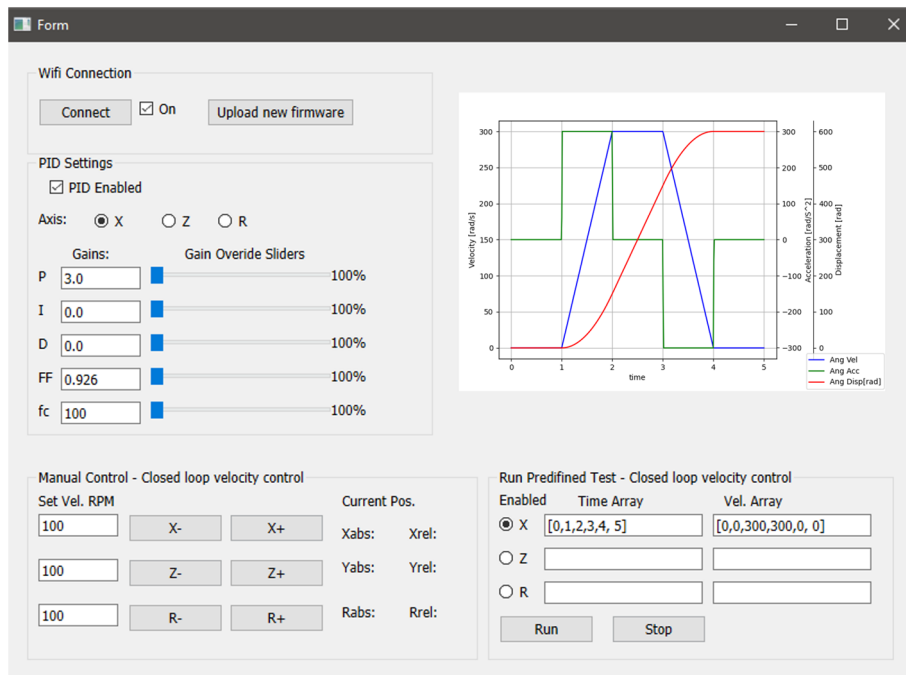 Form
Wifi Connection
Connect
On
Upload new firmware
PID Settings
PID Enabled
Axis: X Z R
Gains: Gain Overide Sliders
P 3.0 100%
I 0.0 100%
D 0.0 100%
FF 0.926 100%
fc 100 100%
300 300 600
250 200 500
200 100 400
150 0 300
100 −100 200
50 −200 100
0 −300 0
Velocity [rad/s]
Acceleration [rad/S^2]
Displacement [rad]
0 1 2 3 4 5
time
Ang Vel
Ang Acc
Ang Disp[rad]
Manual Control - Closed loop velocity control
Set Vel. RPM Current Pos.
100 X- X+ Xabs: Xrel:
100 Z- Z+ Yabs: Yrel:
100 R- R+ Rabs: Rrel:
Run Predifined Test - Closed loop velocity control
Enabled Time Array Vel. Array
X [0,1,2,3,4, 5] [0,0,300,300,0, 0]
Z
R
Run Stop